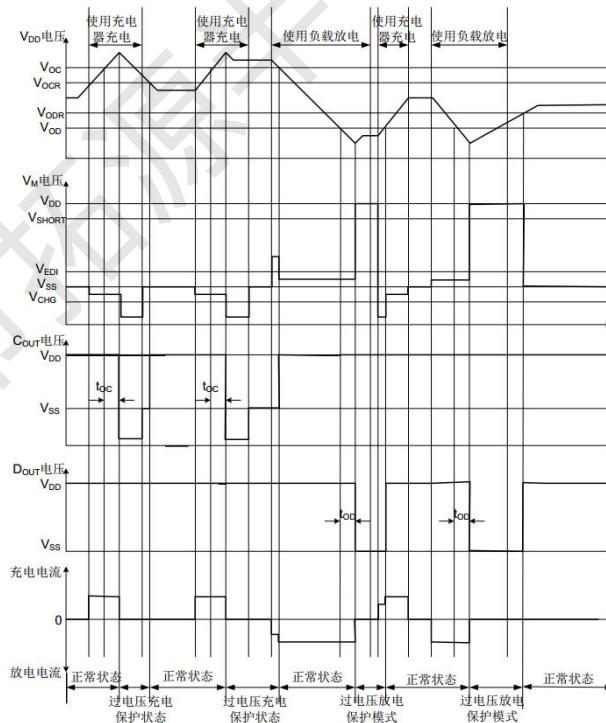 使用充电
器充电
使用充电
器充电
使用负载放电
使用充电
器充电
使用负载放电
VDD电压
VOC
VOCR
VODR
VOD
VM电压
VDD
VSHORT
VEDI
VSS
VCHG
COUT电压
VDD
tOC
tOC
VSS
DOUT电压
VDD
tOD
tOD
VSS
充电电流
0
放电电流
正常状态
正常状态
正常状态
正常状态
正常状态
过电压充电
保护状态
过电压充电
保护状态
过电压放电
保护模式
过电压放电
保护模式